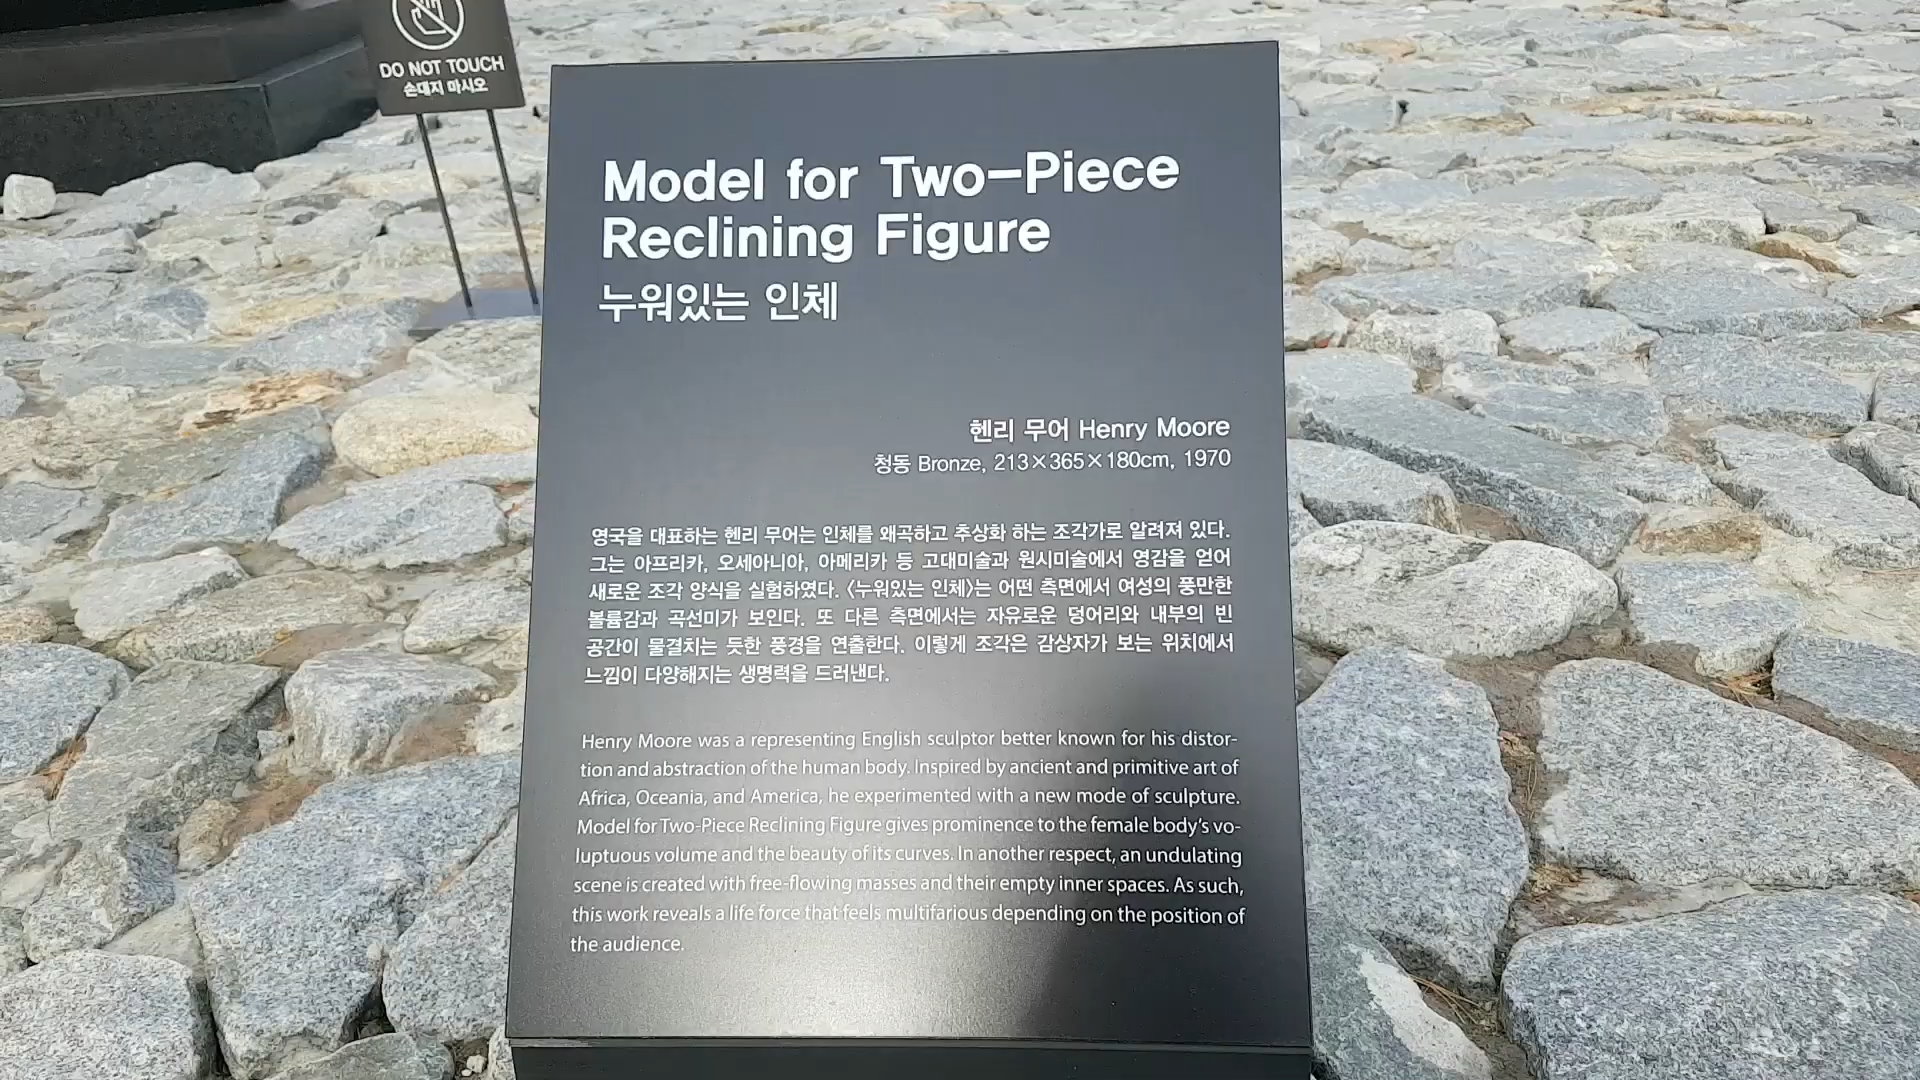 DO NOT TOUCH
손대지 마시오
Model for Two-Piece
Reclining Figure
누워있는 인체
헨리 무어 Henry Moore
청동 Bronze, 213×365×180cm, 1970
영국을 대표하는 헨리 무어는 인체를 왜곡하고 추상화 하는 조각가로 알려져 있다.
그는 아프리카, 오세아니아, 아메리카 등 고대미술과 원시미술에서 영감을 얻어
새로운 조각 양식을 실험하였다. 〈누워있는 인체〉는 어떤 측면에서 여성의 풍만한
볼륨감과 곡선미가 보인다. 또 다른 측면에서는 자유로운 덩어리와 내부의 빈
공간이 물결치는 듯한 풍경을 연출한다. 이렇게 조각은 감상자가 보는 위치에서
느낌이 다양해지는 생명력을 드러낸다.
Henry Moore was a representing English sculptor better known for his distor-
tion and abstraction of the human body. Inspired by ancient and primitive art of
Africa, Oceania, and America, he experimented with a new mode of sculpture.
Model for Two-Piece Reclining Figure gives prominence to the female body's vo-
luptuous volume and the beauty of its curves. In another respect, an undulating
scene is created with free-flowing masses and their empty inner spaces. As such,
this work reveals a life force that feels multifarious depending on the position of
the audience.